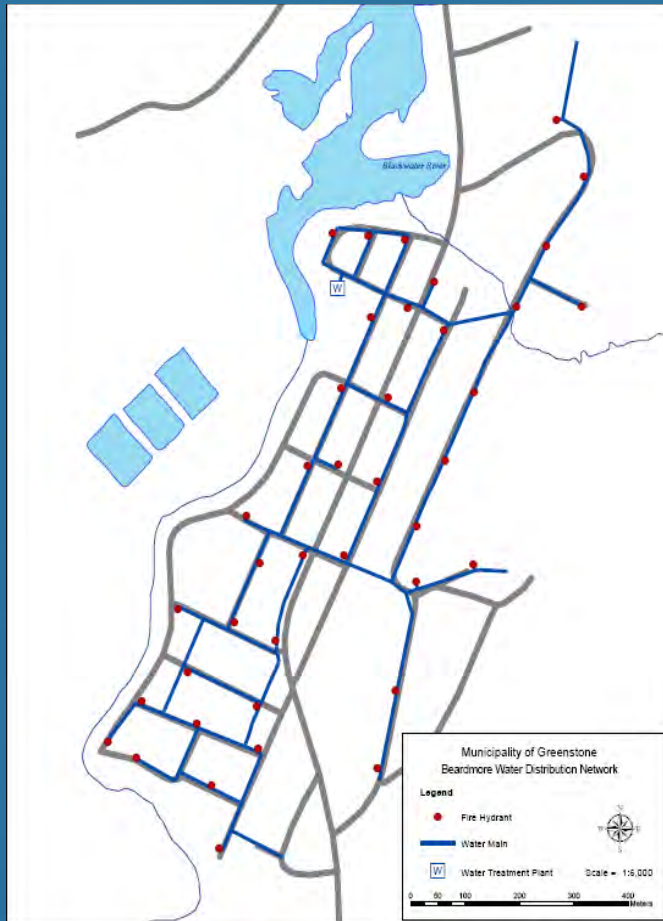 Blackwater River
W
Municipality of Greenstone
Beardmore Water Distribution Network
Legend
N
W E
S
Fire Hydrant
Water Main
W Water Treatment Plant Scale = 1:6,000
0 50 100 200 300 400
Meters